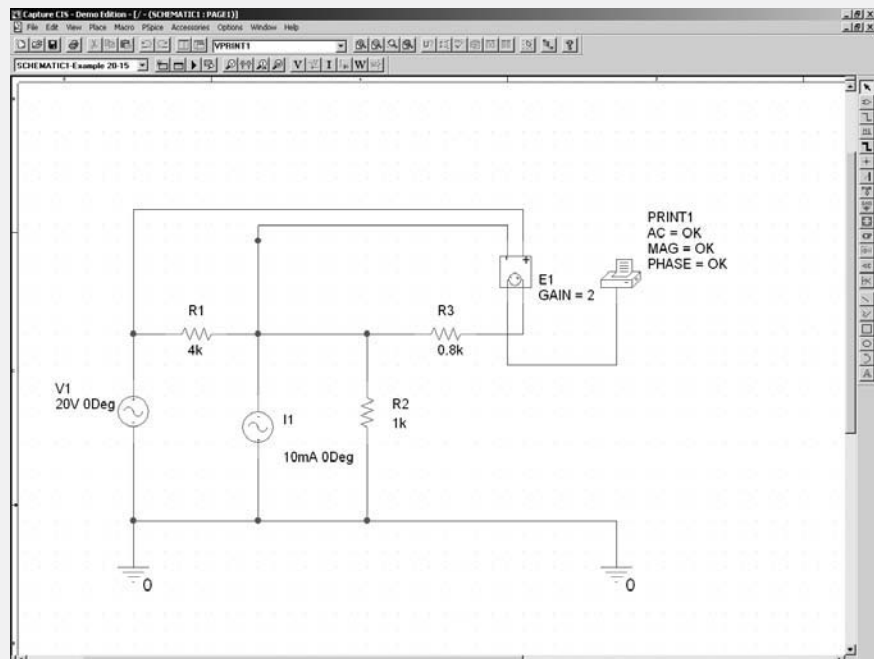 Capture CIS - Demo Edition - [/ - (SCHEMATIC1 : PAGE1)]
File Edit View Place Macro PSpice Accessories Options Window Help
VPRINT1
SCHEMATIC1-Example 20-15
V I W
PRINT1
AC = OK
MAG = OK
PHASE = OK
- +
E1
GAIN = 2
R1
4k
R3
0.8k
V1
20V 0Deg
I1
10mA 0Deg
R2
1k
0
0
A